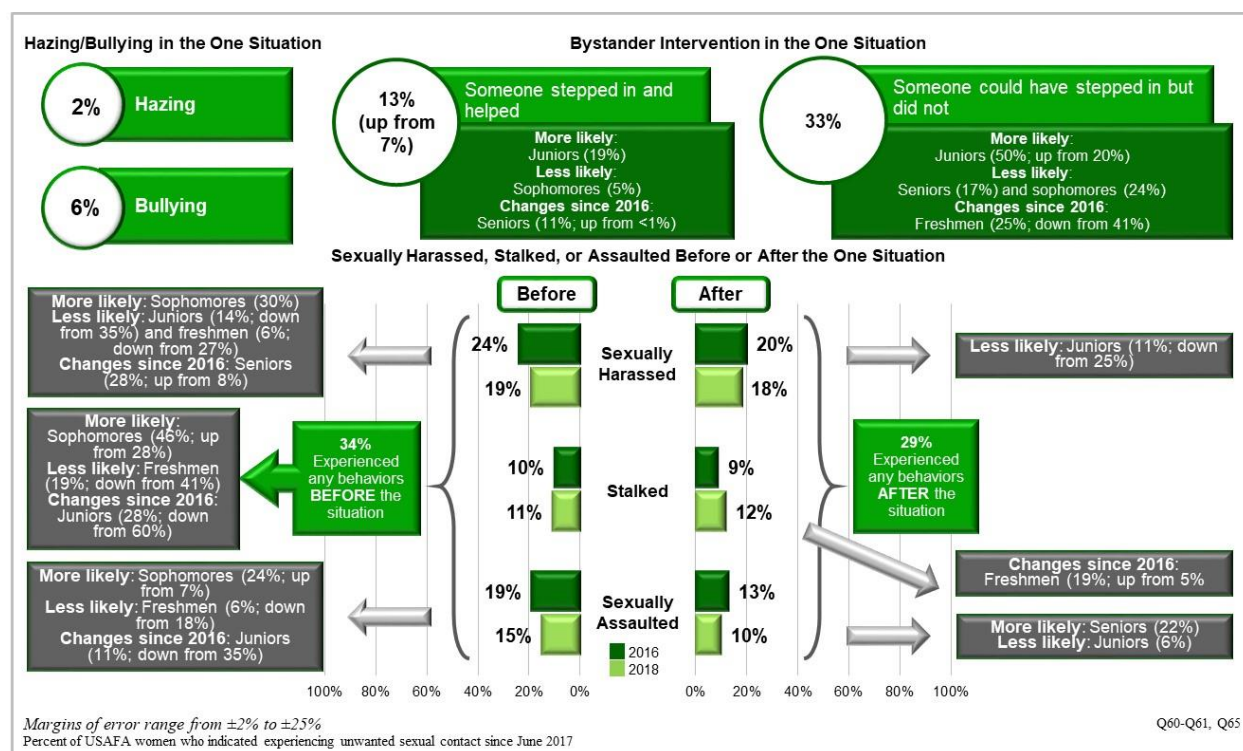 Hazing/Bullying in the One Situation
2%
Hazing
6%
Bullying
Bystander Intervention in the One Situation
13%
(up from
7%)
Someone stepped in and
helped
More likely:
Juniors (19%)
Less likely:
Sophomores (5%)
Changes since 2016:
Seniors (11%; up from <1%)
33%
Someone could have stepped in but
did not
More likely:
Juniors (50%; up from 20%)
Less likely:
Seniors (17%) and sophomores (24%)
Changes since 2016:
Freshmen (25%; down from 41%)
Sexually Harassed, Stalked, or Assaulted Before or After the One Situation
More likely: Sophomores (30%)
Less likely: Juniors (14%; down
from 35%) and freshmen (6%;
down from 27%)
Changes since 2016: Seniors
(28%; up from 8%)
More likely:
Sophomores (46%; up
from 28%)
Less likely: Freshmen
(19%; down from 41%)
Changes since 2016:
Juniors (28%; down
from 60%)
34%
Experienced
any behaviors
BEFORE the
situation
More likely: Sophomores (24%; up
from 7%)
Less likely: Freshmen (6%; down
from 18%)
Changes since 2016: Juniors
(11%; down from 35%)
Before
After
24%
19%
Sexually
Harassed
20%
18%
10%
11%
Stalked
9%
12%
19%
15%
Sexually
Assaulted
13%
10%
2016
2018
29%
Experienced
any behaviors
AFTER the
situation
Less likely: Juniors (11%; down
from 25%)
Changes since 2016:
Freshmen (19%; up from 5%
More likely: Seniors (22%)
Less likely: Juniors (6%)
100% 80% 60% 40% 20% 0%
0% 20% 40% 60% 80% 100%
Margins of error range from ±2% to ±25%
Percent of USAFA women who indicated experiencing unwanted sexual contact since June 2017
Q60-Q61, Q65